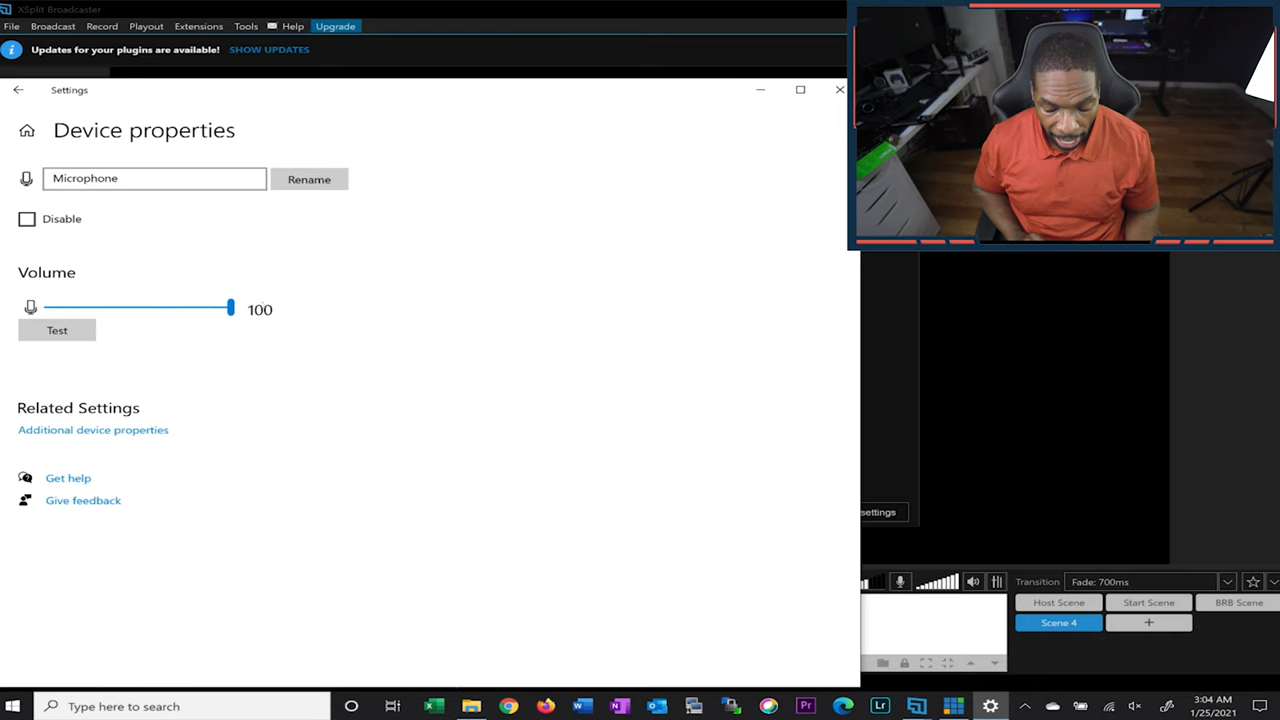 XSplit Broadcaster
File Broadcast Record Playout Extensions Tools Help Upgrade
Updates for your plugins are available! SHOW UPDATES
Settings
Device properties
Microphone
Rename
Disable
Volume
100
Test
Related Settings
Additional device properties
Get help
Give feedback
settings
Transition Fade: 700ms
Host Scene Start Scene BRB Scene
Scene 4 +
Type here to search
Pr
Lr
3:04 AM
1/25/2021